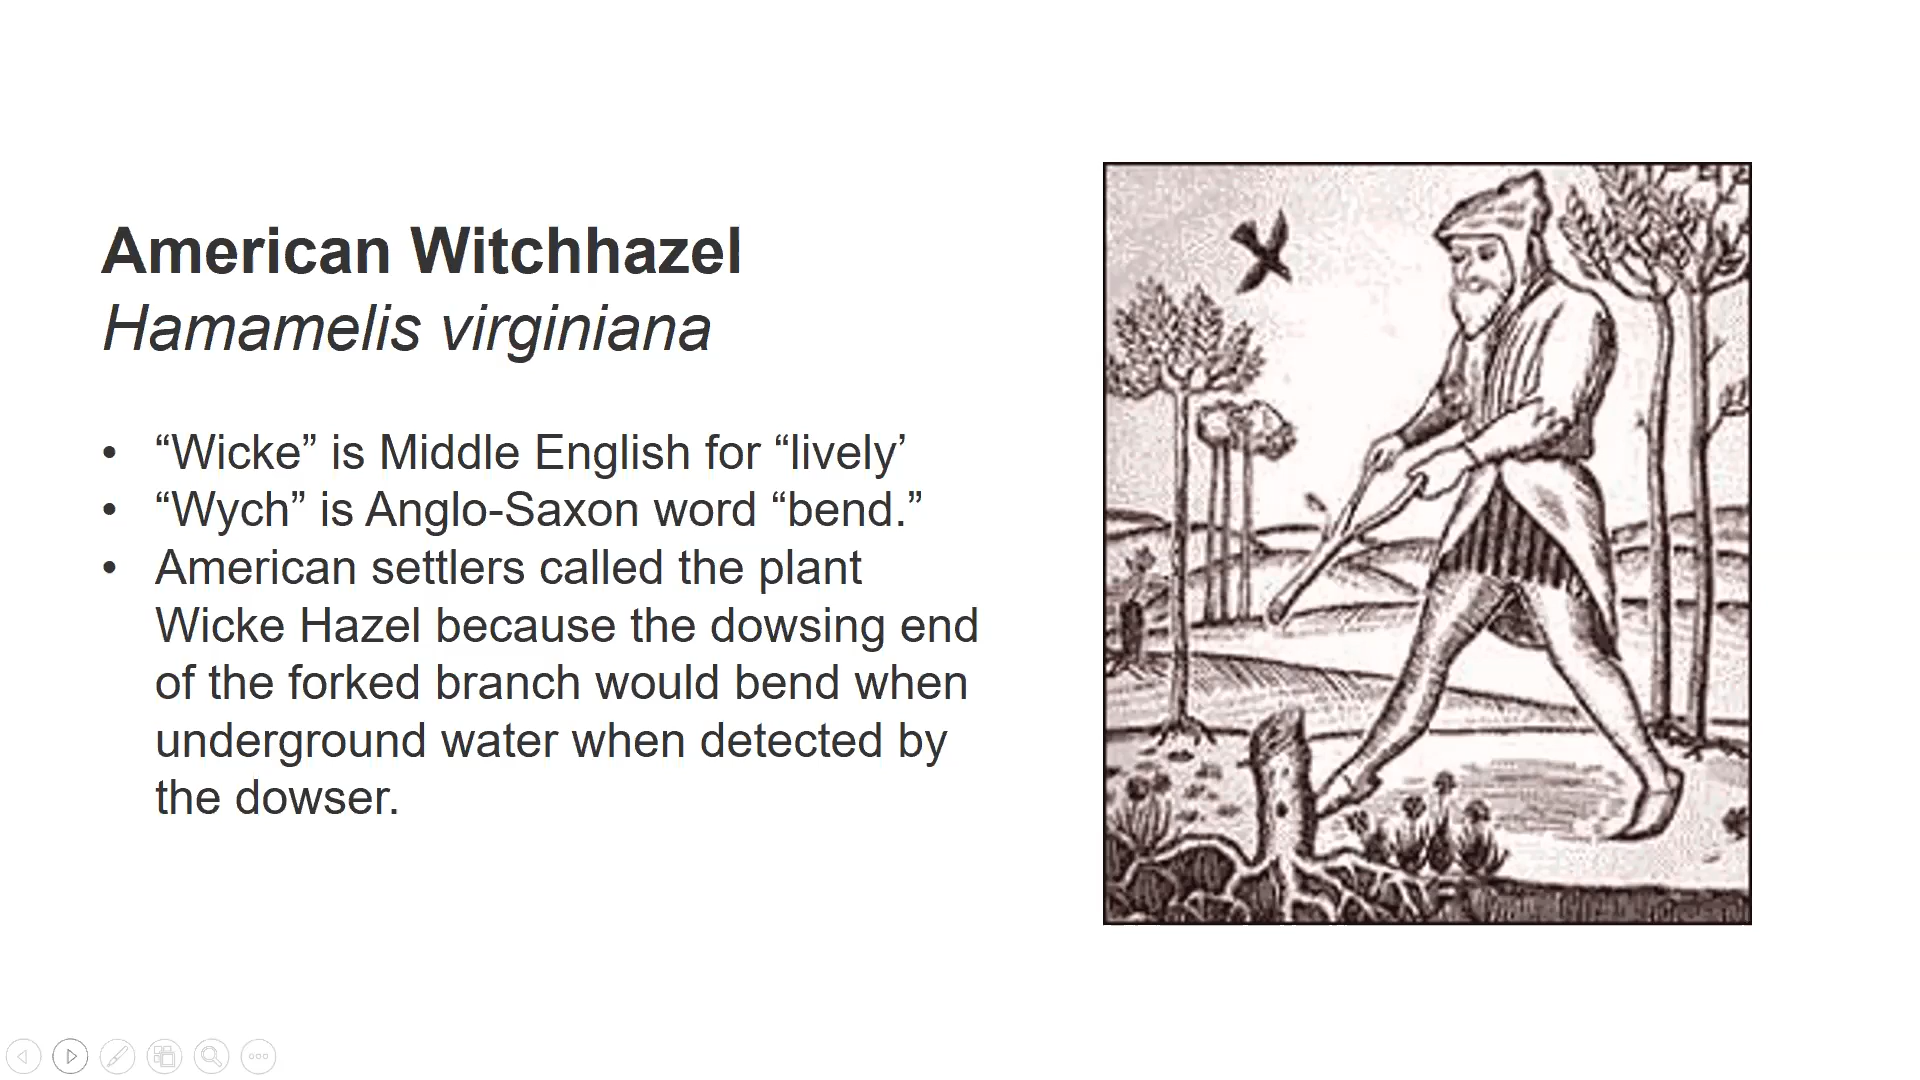 American Witchhazel
Hamamelis virginiana
• “Wicke” is Middle English for “lively’
• “Wych” is Anglo-Saxon word “bend.”
• American settlers called the plant
Wicke Hazel because the dowsing end
of the forked branch would bend when
underground water when detected by
the dowser.